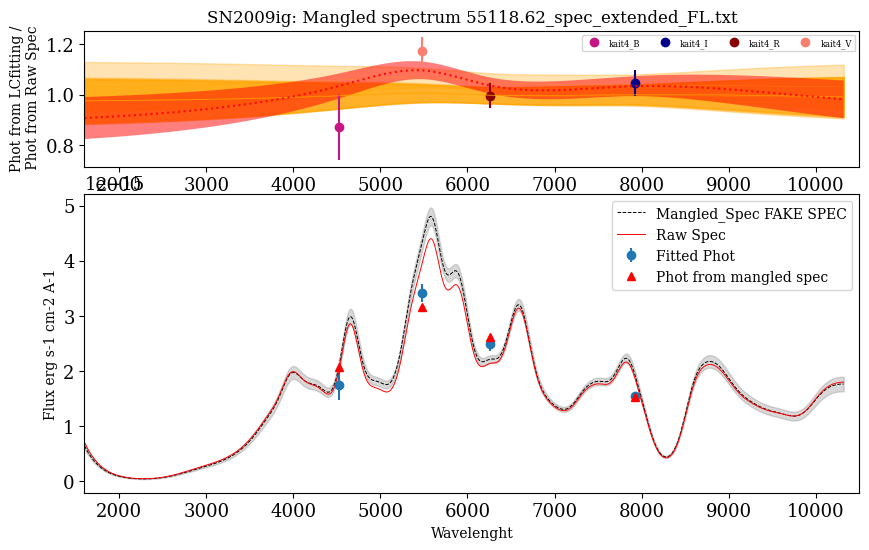 SN2009ig: Mangled spectrum 55118.62_spec_extended_FL.txt
Phot from LCfitting /
Phot from Raw Spec
1.2
1.0
0.8
kait4_B kait4_I kait4_R kait4_V
2000 3000 4000 5000 6000 7000 8000 9000 10000
1e−15
Flux erg s-1 cm-2 A-1
5
4
3
2
1
0
Mangled_Spec FAKE SPEC
Raw Spec
Fitted Phot
Phot from mangled spec
2000 3000 4000 5000 6000 7000 8000 9000 10000
Wavelenght